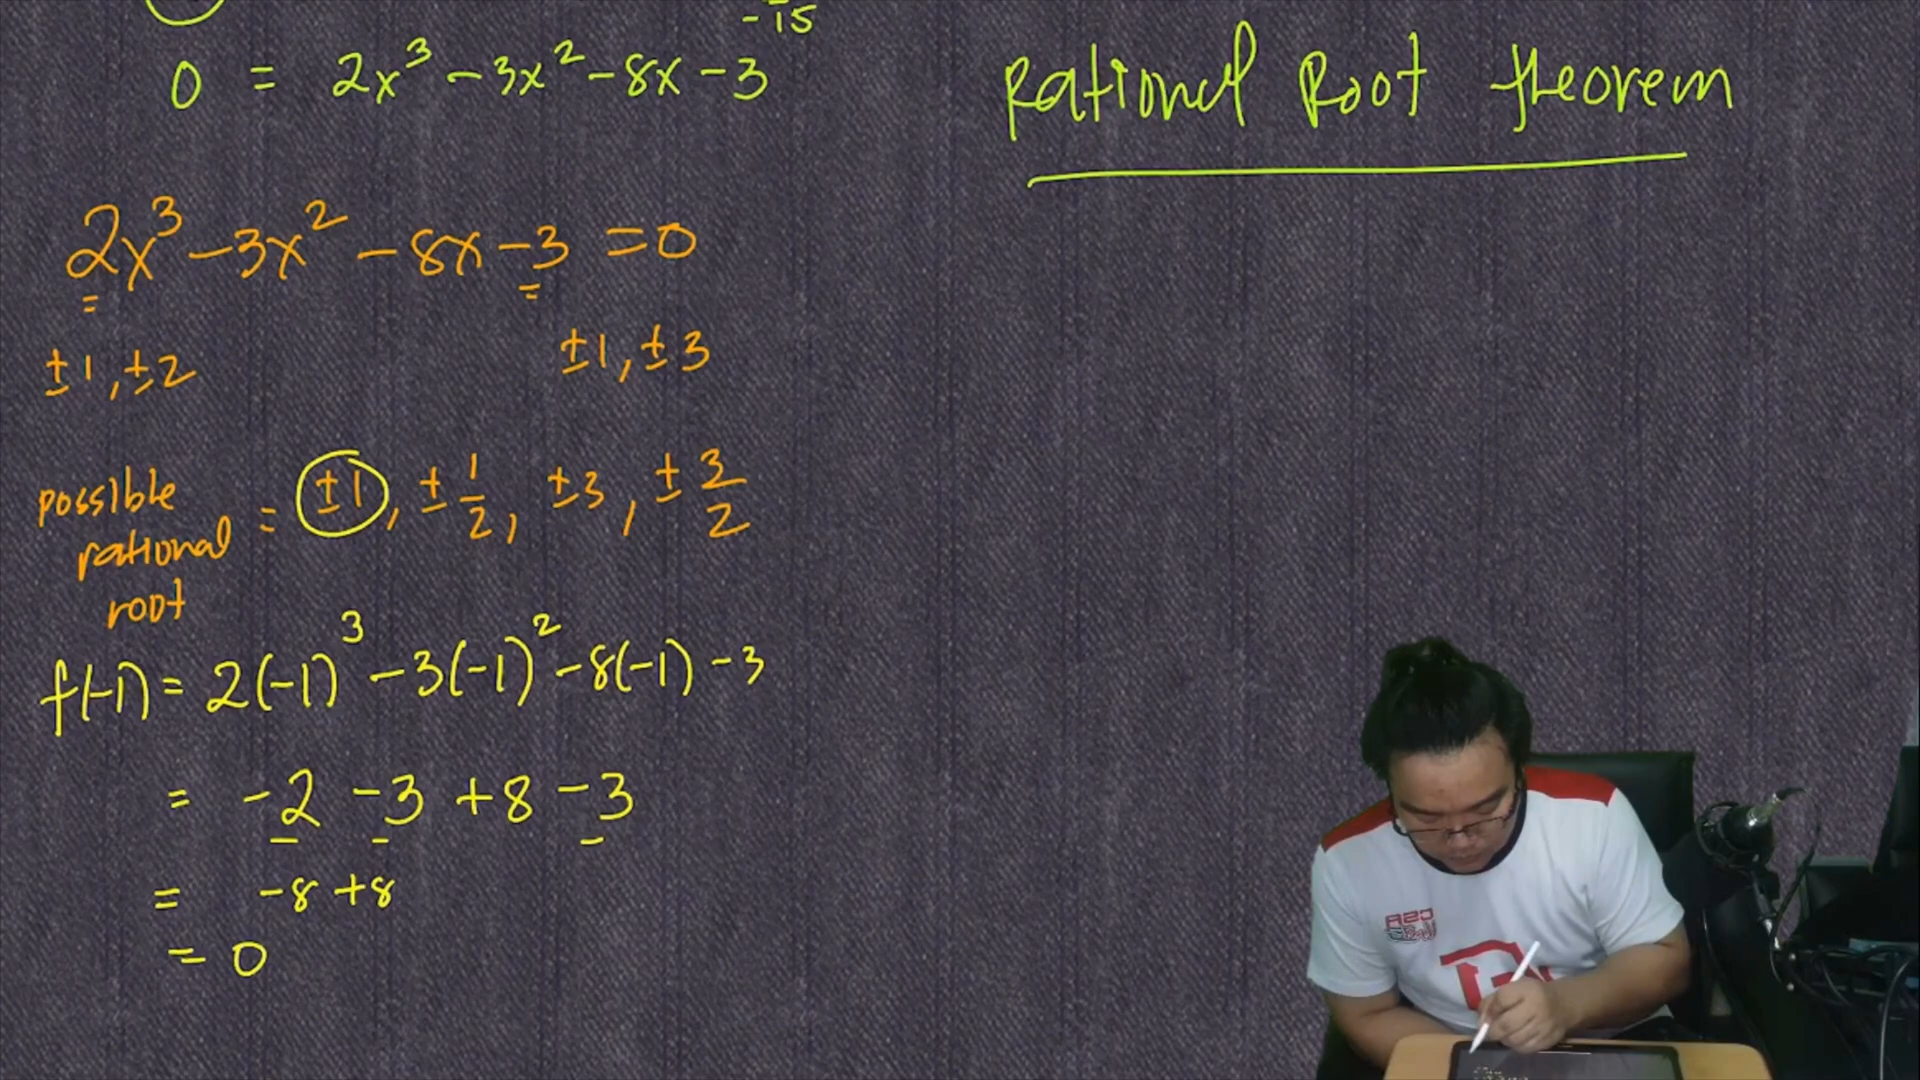 -15
0 = 2x³ - 3x² - 8x - 3
Rational Root theorem
2x³ - 3x² - 8x - 3 = 0
±1, ±2
±1, ±3
possible rational root = ±1, ±1/2, ±3, ±3/2
f(-1) = 2(-1)³ - 3(-1)² - 8(-1) - 3
= -2 - 3 + 8 - 3
= -8 + 8
= 0